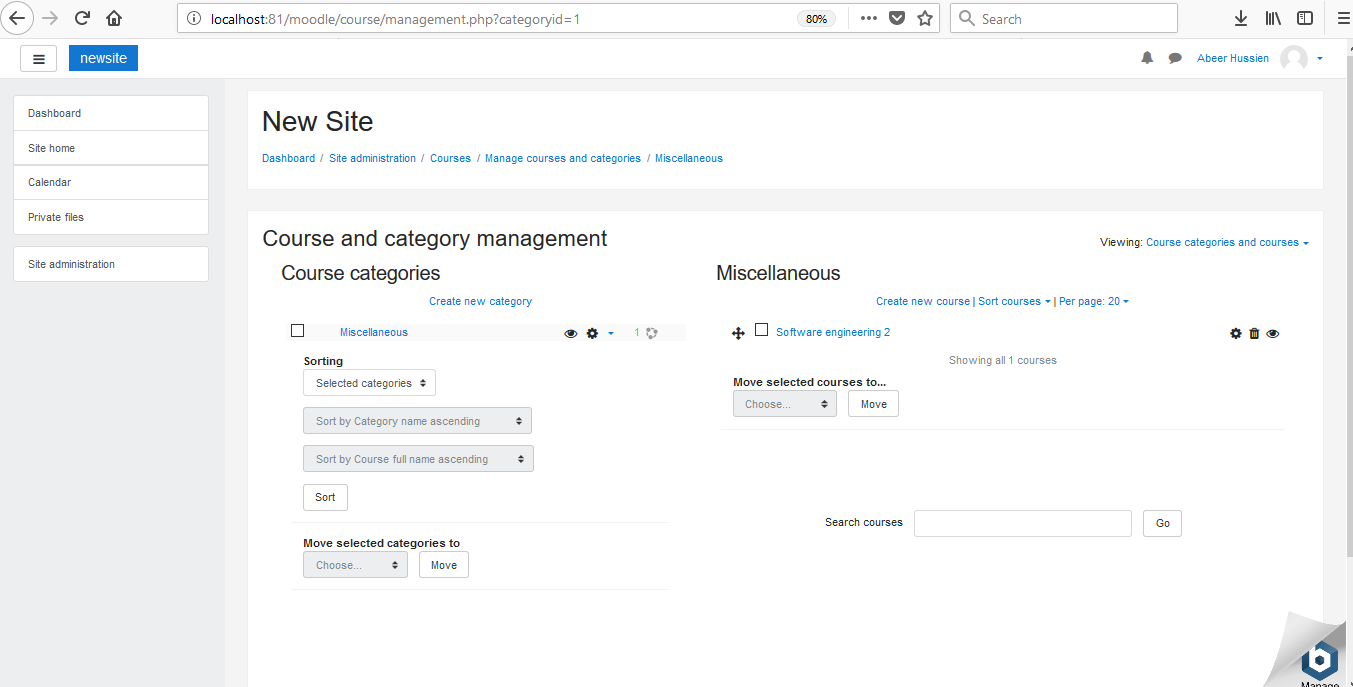 localhost:81/moodle/course/management.php?categoryid=1
80%
Search
newsite
Abeer Hussien
Dashboard
Site home
Calendar
Private files
Site administration
New Site
Dashboard / Site administration / Courses / Manage courses and categories / Miscellaneous
Course and category management
Viewing: Course categories and courses
Course categories
Create new category
Miscellaneous
1
Sorting
Selected categories
Sort by Category name ascending
Sort by Course full name ascending
Sort
Move selected categories to
Choose...
Move
Miscellaneous
Create new course | Sort courses | Per page: 20
Software engineering 2
Showing all 1 courses
Move selected courses to...
Choose...
Move
Search courses
Go
Manage